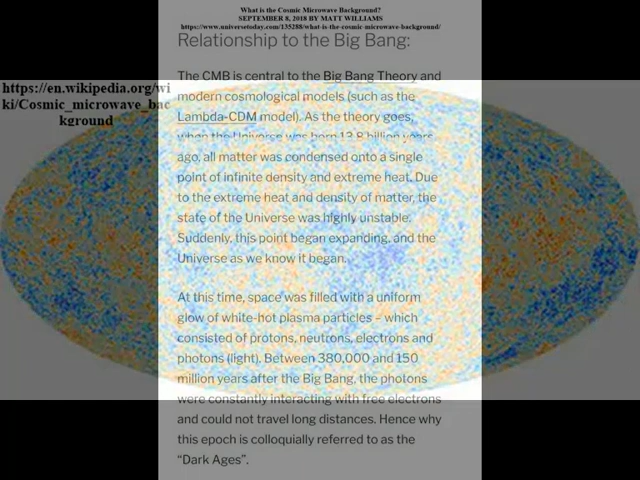 What is the Cosmic Microwave Background?
SEPTEMBER 8, 2018 BY MATT WILLIAMS
https://www.universetoday.com/135288/what-is-the-cosmic-microwave-background/
Relationship to the Big Bang:
https://en.wikipedia.org/wi
ki/Cosmic_microwave_bac
kground
The CMB is central to the Big Bang Theory and
modern cosmological models (such as the
Lambda-CDM model). As the theory goes,
when the Universe was born 13.8 billion years
ago, all matter was condensed onto a single
point of infinite density and extreme heat. Due
to the extreme heat and density of matter, the
state of the Universe was highly unstable.
Suddenly, this point began expanding, and the
Universe as we know it began.
At this time, space was filled with a uniform
glow of white-hot plasma particles – which
consisted of protons, neutrons, electrons and
photons (light). Between 380,000 and 150
million years after the Big Bang, the photons
were constantly interacting with free electrons
and could not travel long distances. Hence why
this epoch is colloquially referred to as the
“Dark Ages”.